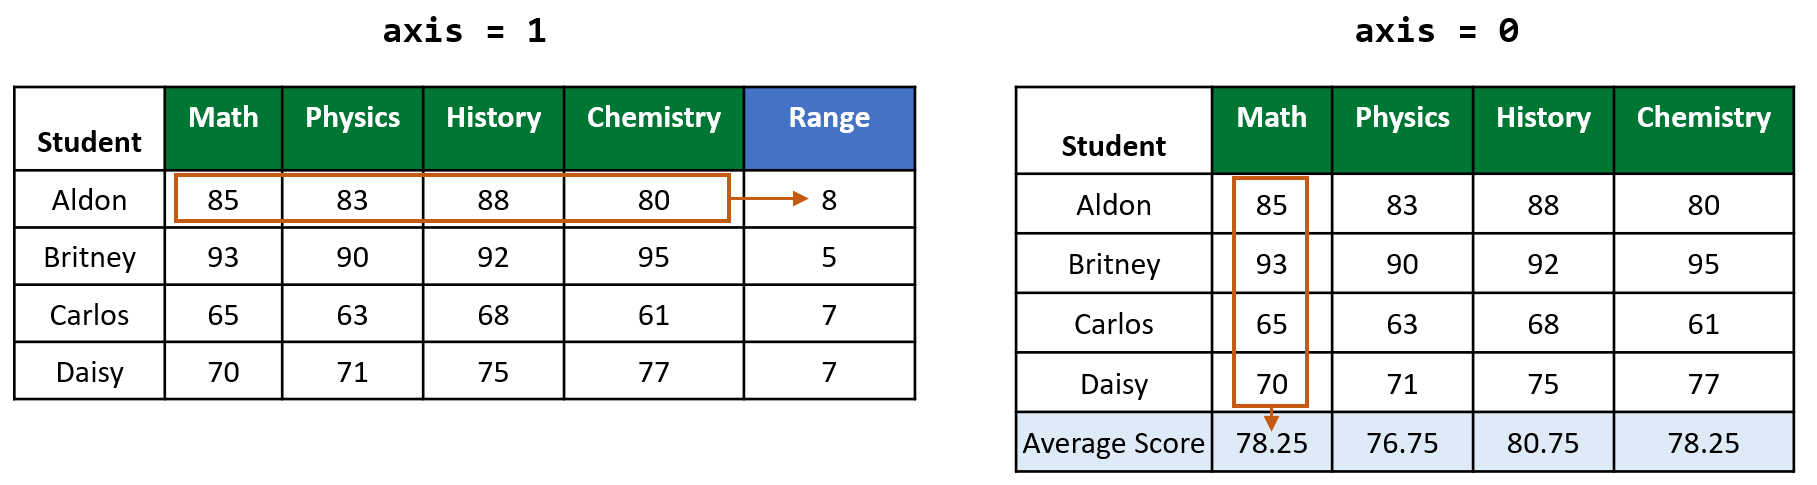 axis = 1
Student Math Physics History Chemistry Range
Aldon 85 83 88 80 8
Britney 93 90 92 95 5
Carlos 65 63 68 61 7
Daisy 70 71 75 77 7
axis = 0
Student Math Physics History Chemistry
Aldon 85 83 88 80
Britney 93 90 92 95
Carlos 65 63 68 61
Daisy 70 71 75 77
Average Score 78.25 76.75 80.75 78.25